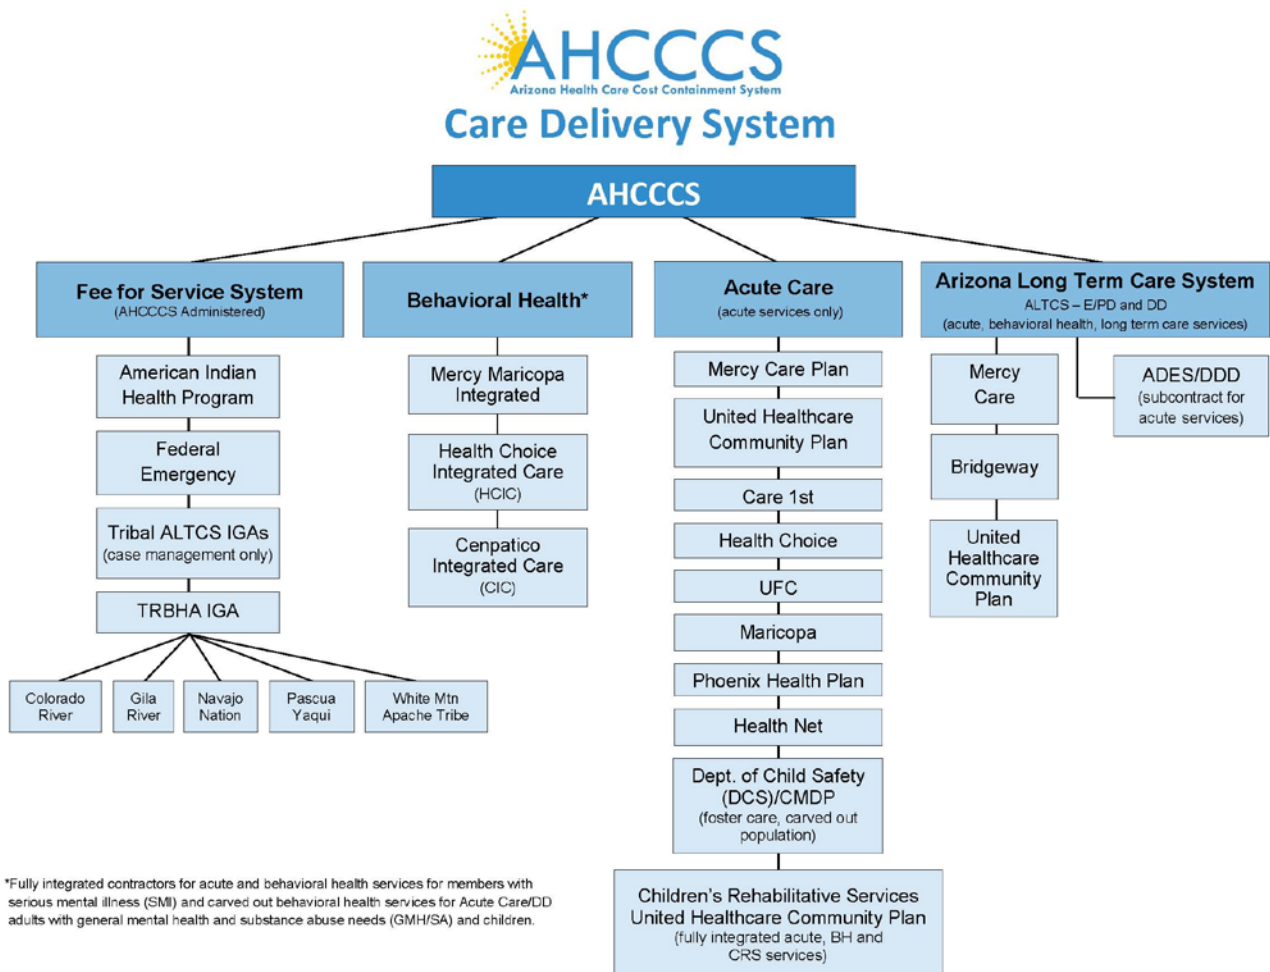 AHCCCS
Arizona Health Care Cost Containment System
Care Delivery System
AHCCCS
Fee for Service System
(AHCCCS Administered)
American Indian
Health Program
Federal
Emergency
Tribal ALTCS IGAs
(case management only)
TRBHA IGA
Colorado
River
Gila
River
Navajo
Nation
Pascua
Yaqui
White Mtn
Apache Tribe
Behavioral Health*
Mercy Maricopa
Integrated
Health Choice
Integrated Care
(HCIC)
Cenpatico
Integrated Care
(CIC)
Acute Care
(acute services only)
Mercy Care Plan
United Healthcare
Community Plan
Care 1st
Health Choice
UFC
Maricopa
Phoenix Health Plan
Health Net
Dept. of Child Safety
(DCS)/CMDP
(foster care, carved out
population)
Children's Rehabilitative Services
United Healthcare Community Plan
(fully integrated acute, BH and
CRS services)
Arizona Long Term Care System
ALTCS – E/PD and DD
(acute, behavioral health, long term care services)
Mercy
Care
Bridgeway
United
Healthcare
Community
Plan
ADES/DDD
(subcontract for
acute services)
*Fully integrated contractors for acute and behavioral health services for members with
serious mental illness (SMI) and carved out behavioral health services for Acute Care/DD
adults with general mental health and substance abuse needs (GMH/SA) and children.